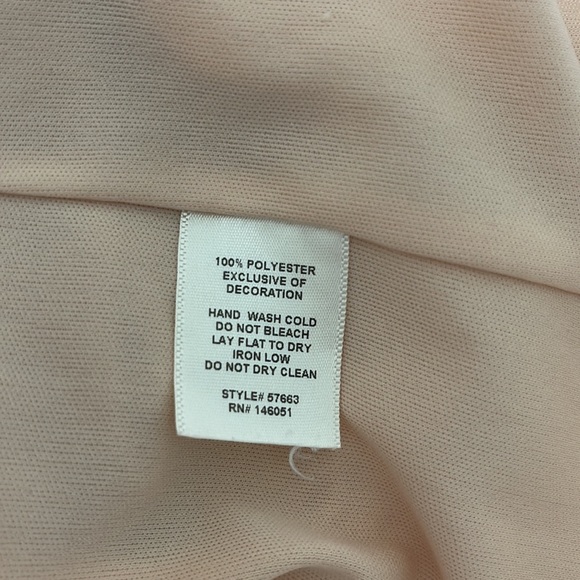 100% POLYESTER
EXCLUSIVE OF
DECORATION
HAND WASH COLD
DO NOT BLEACH
LAY FLAT TO DRY
IRON LOW
DO NOT DRY CLEAN
STYLE# 57663
RN# 146051